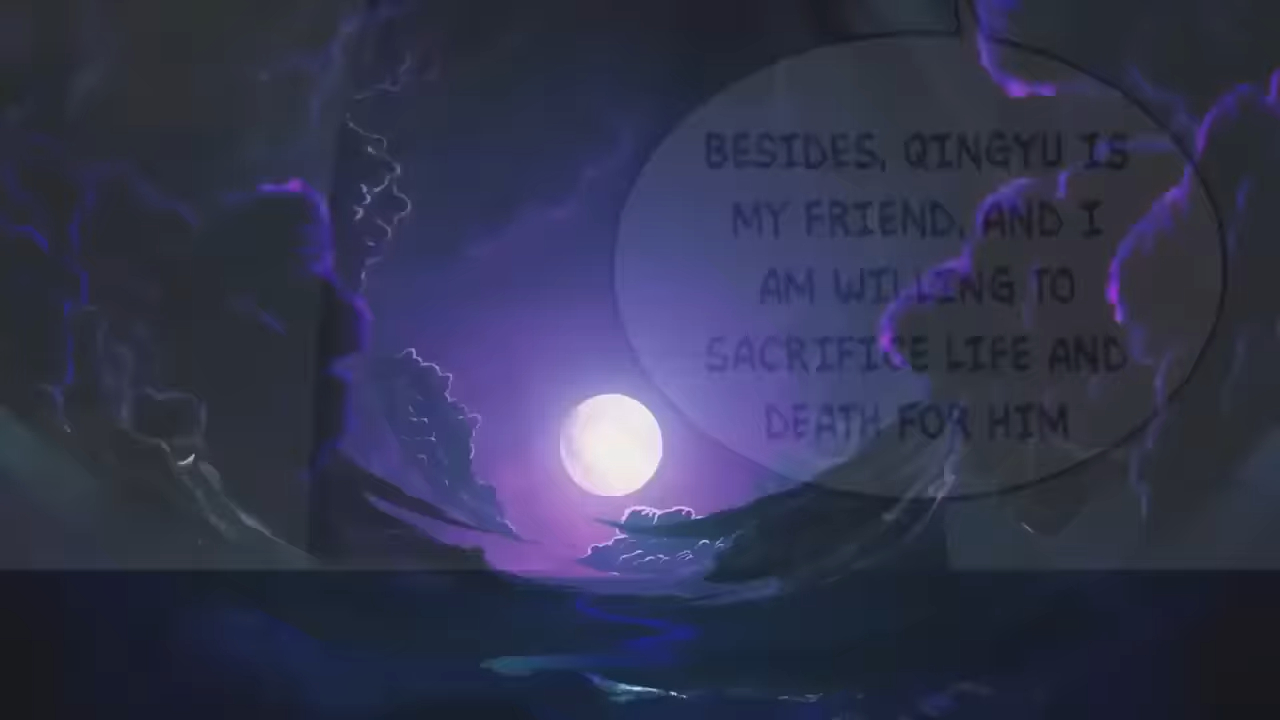 BESIDES, QINGYU IS
MY FRIEND, AND I
AM WILLING TO
SACRIFICE LIFE AND
DEATH FOR HIM